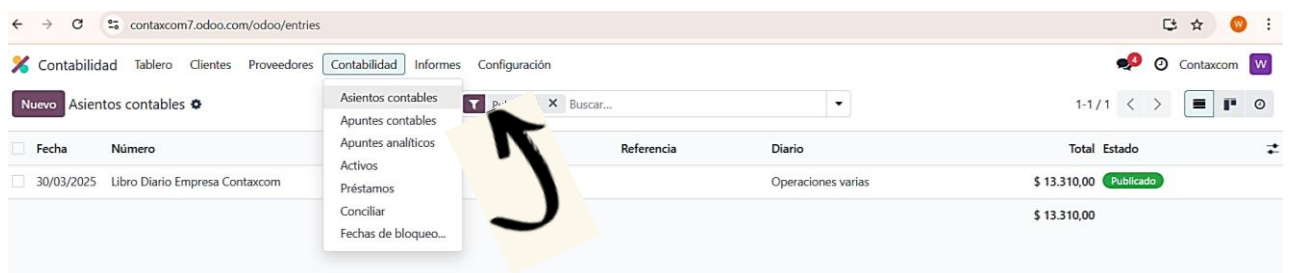 contaxcom7.odoo.com/odoo/entries
W
Contabilidad Tablero Clientes Proveedores Contabilidad Informes Configuración
4
Contaxcom W
Nuevo Asientos contables
Buscar...
1-1 / 1
Asientos contables
Apuntes contables
Apuntes analíticos
Activos
Préstamos
Conciliar
Fechas de bloqueo...
Fecha Número Referencia Diario Total Estado
30/03/2025 Libro Diario Empresa Contaxcom Operaciones varias $ 13.310,00 Publicado
$ 13.310,00